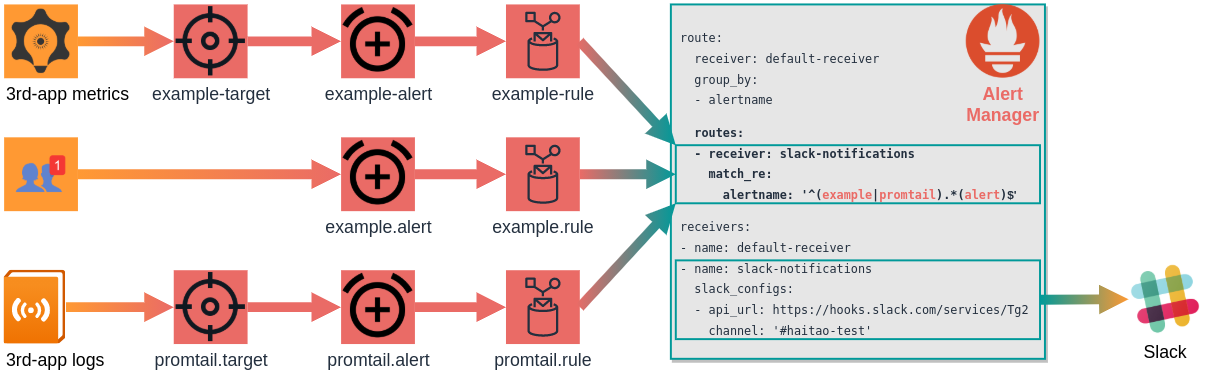 3rd-app metrics
example-target
example-alert
example-rule
1
example.alert
example.rule
3rd-app logs
promtail.target
promtail.alert
promtail.rule
Alert
Manager
route:
receiver: default-receiver
group_by:
- alertname
routes:
- receiver: slack-notifications
match_re:
alertname: '^(example|promtail).*(alert)$'
receivers:
- name: default-receiver
- name: slack-notifications
slack_configs:
- api_url: https://hooks.slack.com/services/Tg2
channel: '#haitao-test'
Slack